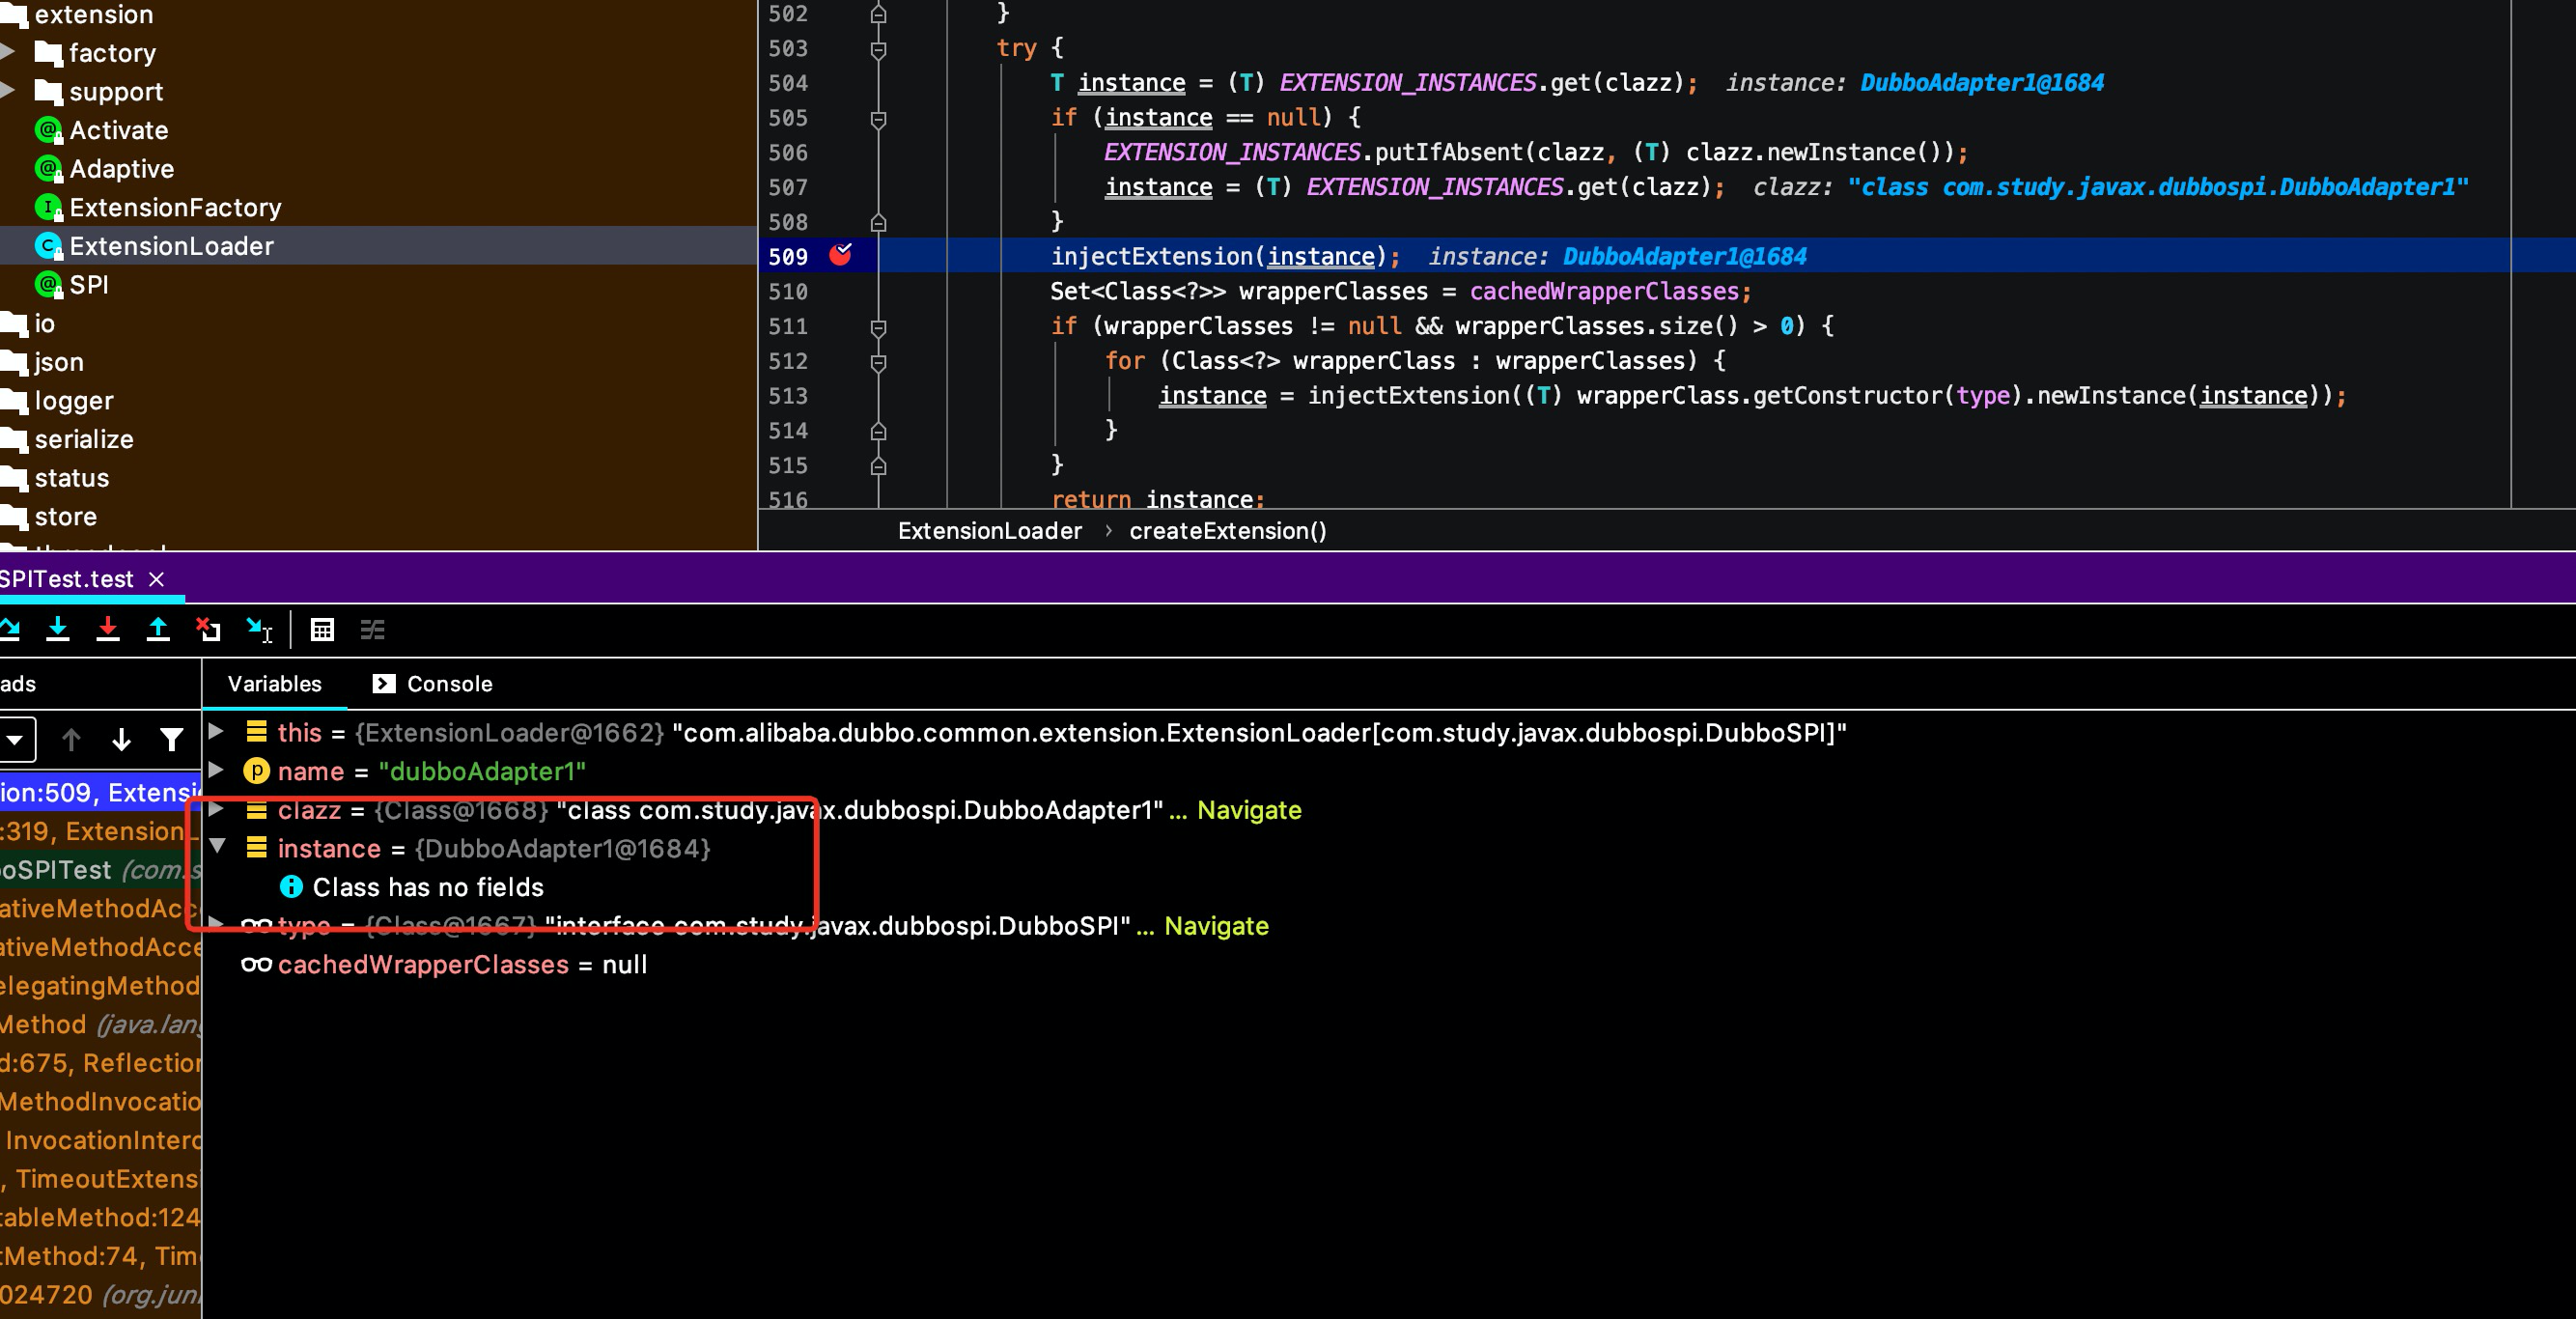 extension
factory
support
Activate
Adaptive
ExtensionFactory
ExtensionLoader
SPI
io
json
logger
serialize
status
store
502 }
503 try {
504 T instance = (T) EXTENSION_INSTANCES.get(clazz); instance: DubboAdapter1@1684
505 if (instance == null) {
506 EXTENSION_INSTANCES.putIfAbsent(clazz, (T) clazz.newInstance());
507 instance = (T) EXTENSION_INSTANCES.get(clazz); clazz: "class com.study.javax.dubbospi.DubboAdapter1"
508 }
509 injectExtension(instance); instance: DubboAdapter1@1684
510 Set<Class<?>> wrapperClasses = cachedWrapperClasses;
511 if (wrapperClasses != null && wrapperClasses.size() > 0) {
512 for (Class<?> wrapperClass : wrapperClasses) {
513 instance = injectExtension((T) wrapperClass.getConstructor(type).newInstance(instance));
514 }
515 }
516 return instance;
ExtensionLoader › createExtension()
SPITest.test ×
ads
Variables
Console
ion:509, Extensi
:319, ExtensionL
oSPITest (com.s
ativeMethodAcc
ativeMethodAcce
elegatingMethod
Method (java.lang
d:675, Reflection
MethodInvocatio
InvocationInterc
, TimeoutExtens
tableMethod:124
tMethod:74, Tim
024720 (org.juni
this = {ExtensionLoader@1662} "com.alibaba.dubbo.common.extension.ExtensionLoader[com.study.javax.dubbospi.DubboSPI]"
p name = "dubboAdapter1"
clazz = {Class@1668} "class com.study.javax.dubbospi.DubboAdapter1" ... Navigate
instance = {DubboAdapter1@1684}
Class has no fields
type = {Class@1667} "interface com.study.javax.dubbospi.DubboSPI" ... Navigate
cachedWrapperClasses = null